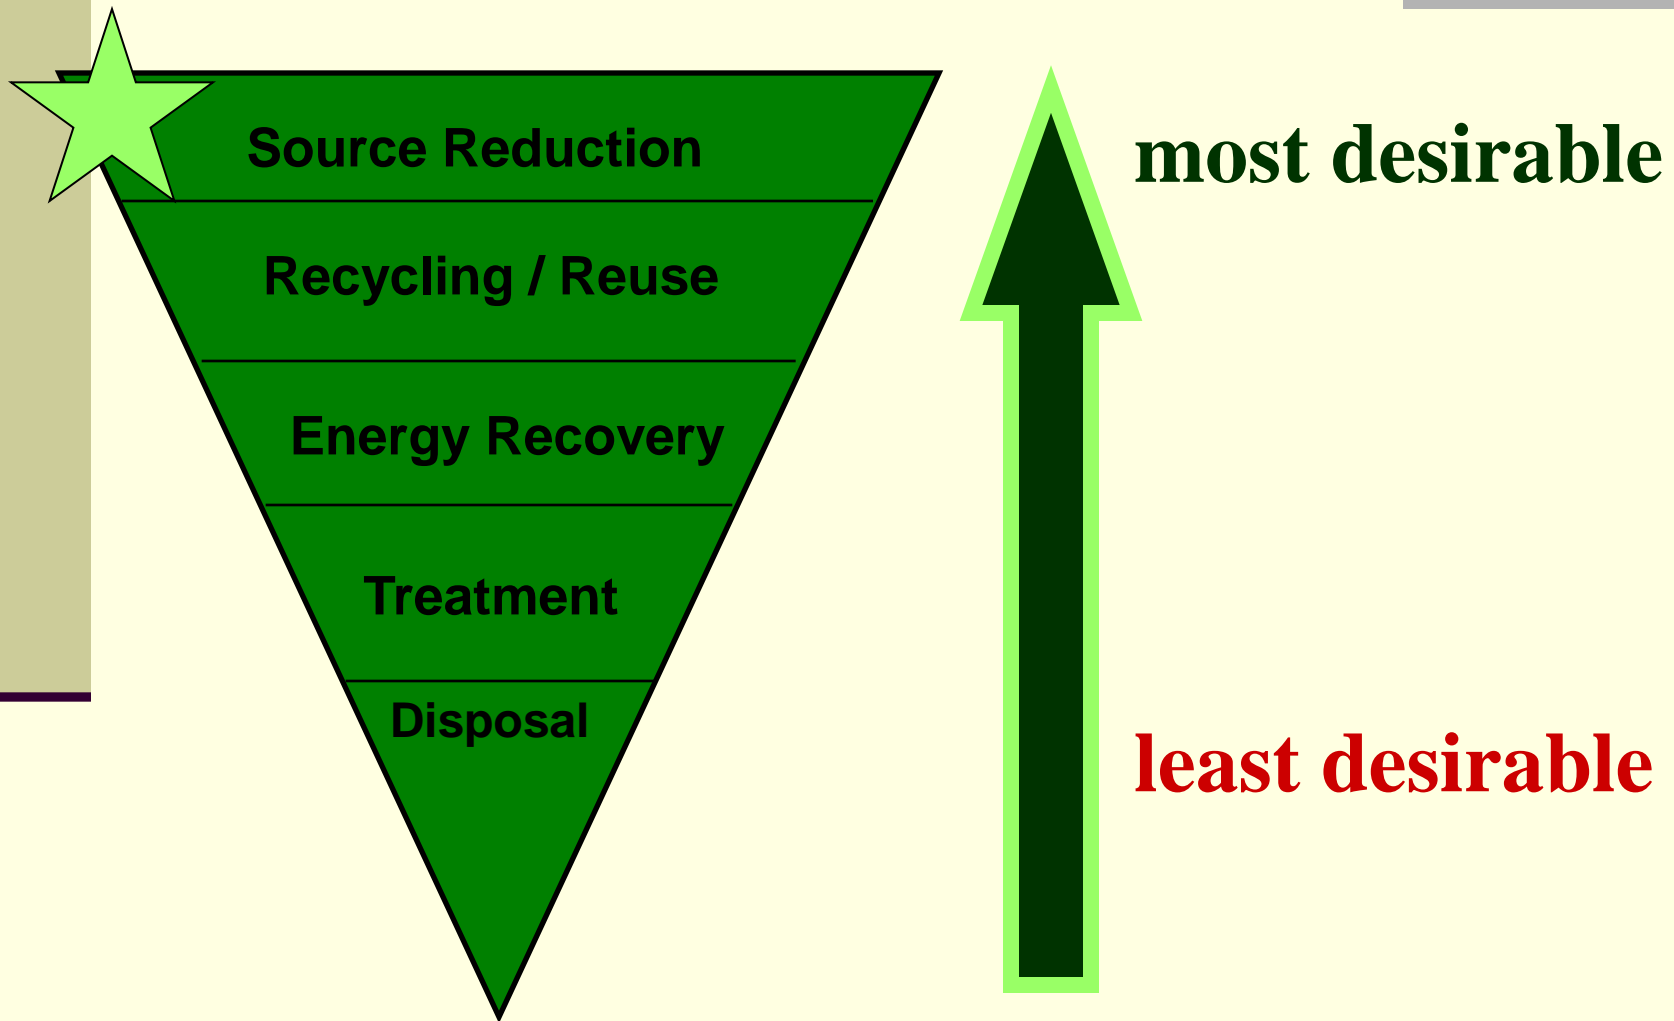 Source Reduction
most desirable
Recycling / Reuse
Energy Recovery
Treatment
Disposal
least desirable